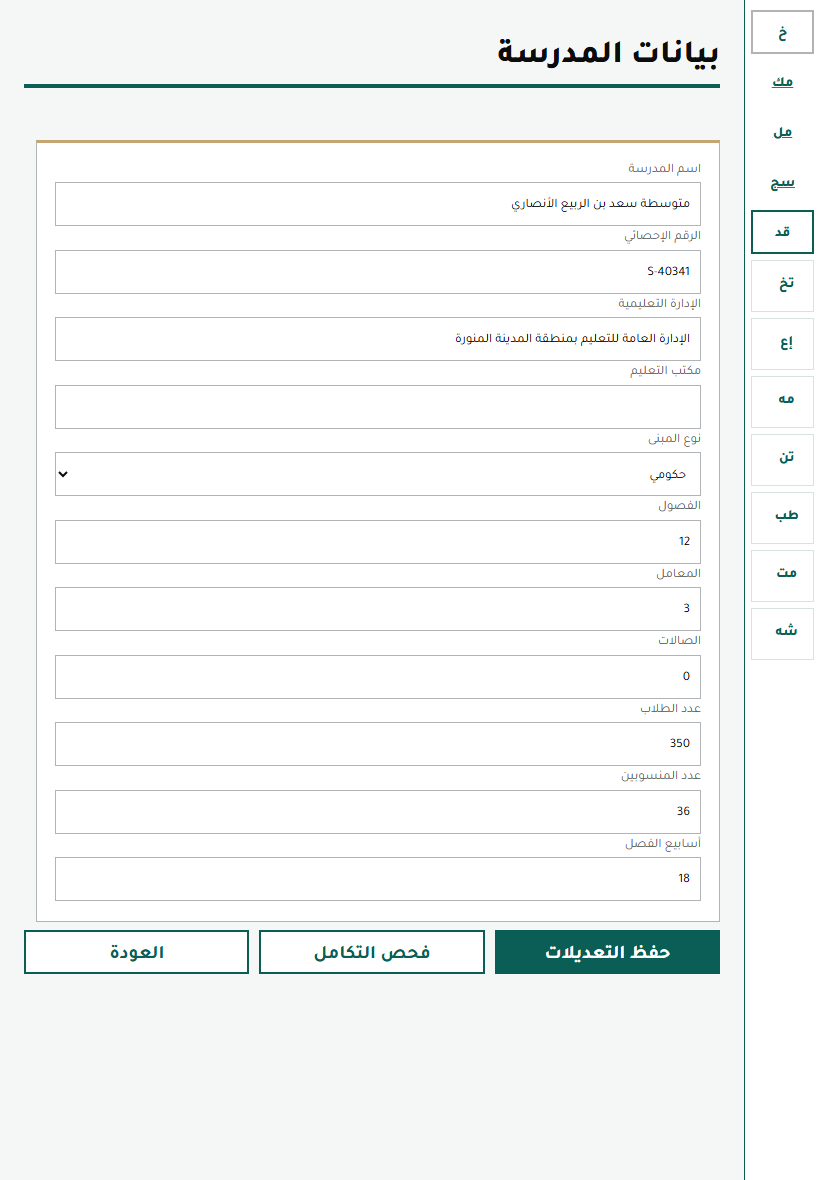 خ
مك
مل
سج
قد
تخ
إع
مه
تن
طب
مت
شه
بيانات المدرسة
اسم المدرسة
متوسطة سعد بن الربيع الأنصاري
الرقم الإحصائي
S-40341
الإدارة التعليمية
الإدارة العامة للتعليم بمنطقة المدينة المنورة
مكتب التعليم
نوع المبنى
حكومي
الفصول
12
المعامل
3
الصالات
0
عدد الطلاب
350
عدد المنسوبين
36
أسابيع الفصل
18
حفظ التعديلات
فحص التكامل
العودة